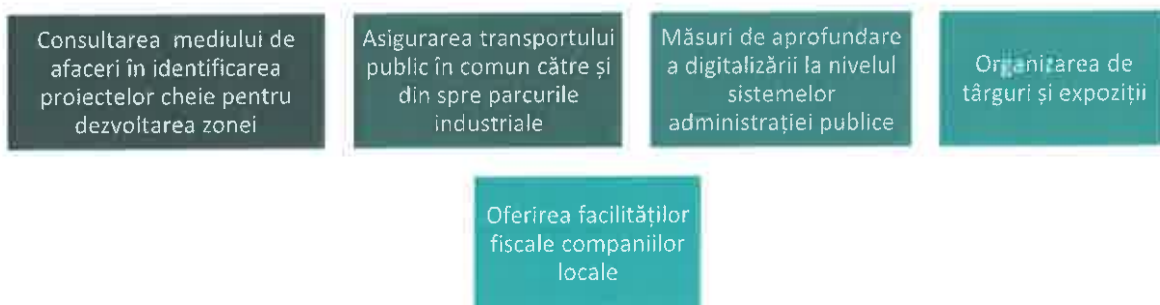 Consultarea mediului de
afaceri în identificarea
proiectelor cheie pentru
dezvoltarea zonei
Asigurarea transportului
public în comun către și
din spre parcurile
industriale
Măsuri de aprofundare
a digitalizării la nivelul
sistemelor
administrației publice
Organizarea de
târguri și expoziții
Oferirea facilităților
fiscale companiilor
locale